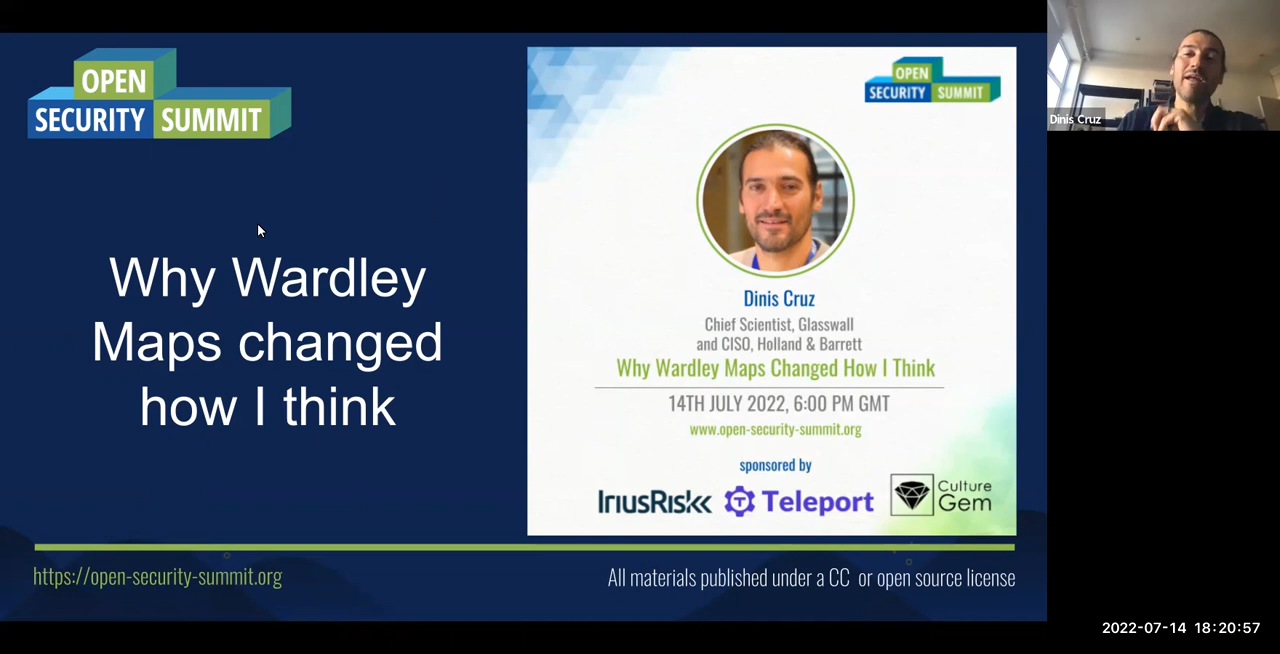 OPEN
SECURITY SUMMIT
Why Wardley
Maps changed
how I think
OPEN
SECURITY SUMMIT
Dinis Cruz
Chief Scientist, Glasswall
and CISO, Holland & Barrett
Why Wardley Maps Changed How I Think
14TH JULY 2022, 6:00 PM GMT
www.open-security-summit.org
sponsored by
IriusRisk
Teleport
Culture
Gem
https://open-security-summit.org
All materials published under a CC or open source license
Dinis Cruz
2022-07-14 18:20:57